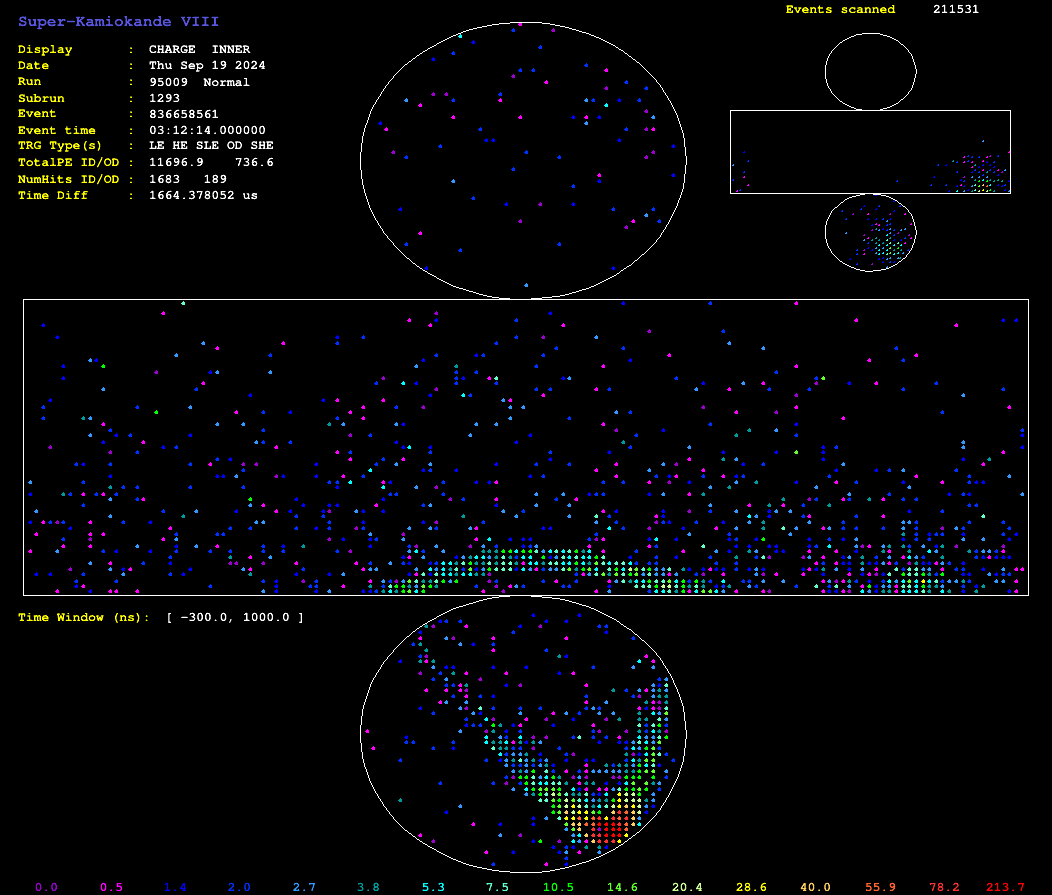 Super-Kamiokande VIII
Events scanned 211531
Display : CHARGE INNER
Date : Thu Sep 19 2024
Run : 95009 Normal
Subrun : 1293
Event : 836658561
Event time : 03:12:14.000000
TRG Type(s) : LE HE SLE OD SHE
TotalPE ID/OD : 11696.9 736.6
NumHits ID/OD : 1683 189
Time Diff : 1664.378052 us
Time Window (ns): [ −300.0, 1000.0 ]
0.0 0.5 1.4 2.0 2.7 3.8 5.3 7.5 10.5 14.6 20.4 28.6 40.0 55.9 78.2 213.7